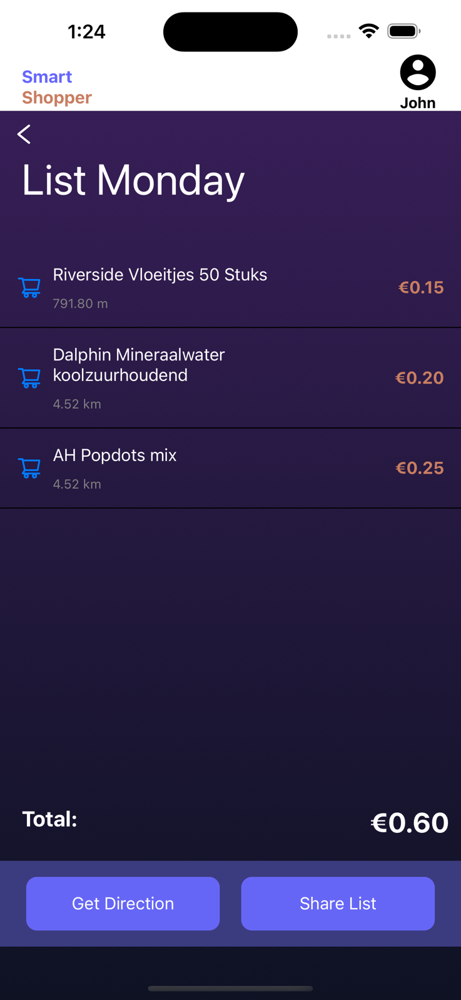 1:24
Smart
Shopper
John
List Monday
Riverside Vloeitjes 50 Stuks
791.80 m
€0.15
Dalphin Mineraalwater
koolzuurhoudend
4.52 km
€0.20
AH Popdots mix
4.52 km
€0.25
Total:
€0.60
Get Direction
Share List